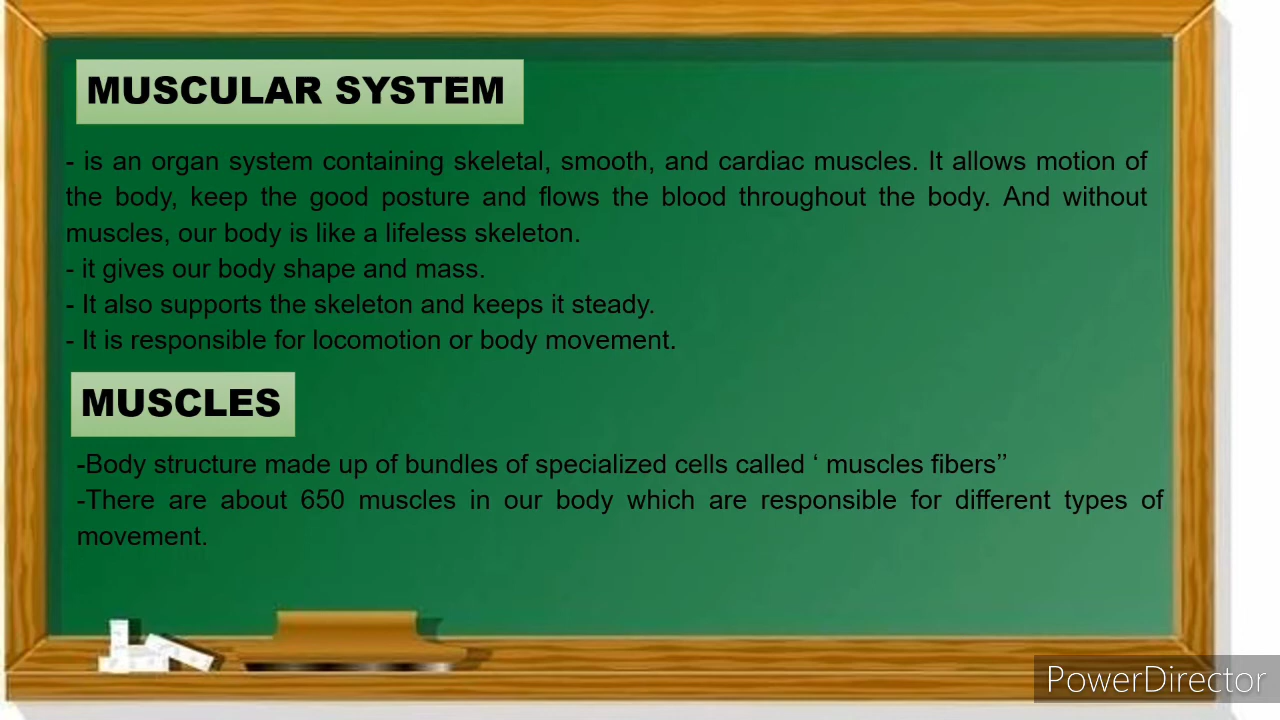 MUSCULAR SYSTEM
- is an organ system containing skeletal, smooth, and cardiac muscles. It allows motion of
the body, keep the good posture and flows the blood throughout the body. And without
muscles, our body is like a lifeless skeleton.
- it gives our body shape and mass.
- It also supports the skeleton and keeps it steady.
- It is responsible for locomotion or body movement.
MUSCLES
-Body structure made up of bundles of specialized cells called ‘ muscles fibers’’
-There are about 650 muscles in our body which are responsible for different types of
movement.
PowerDirector